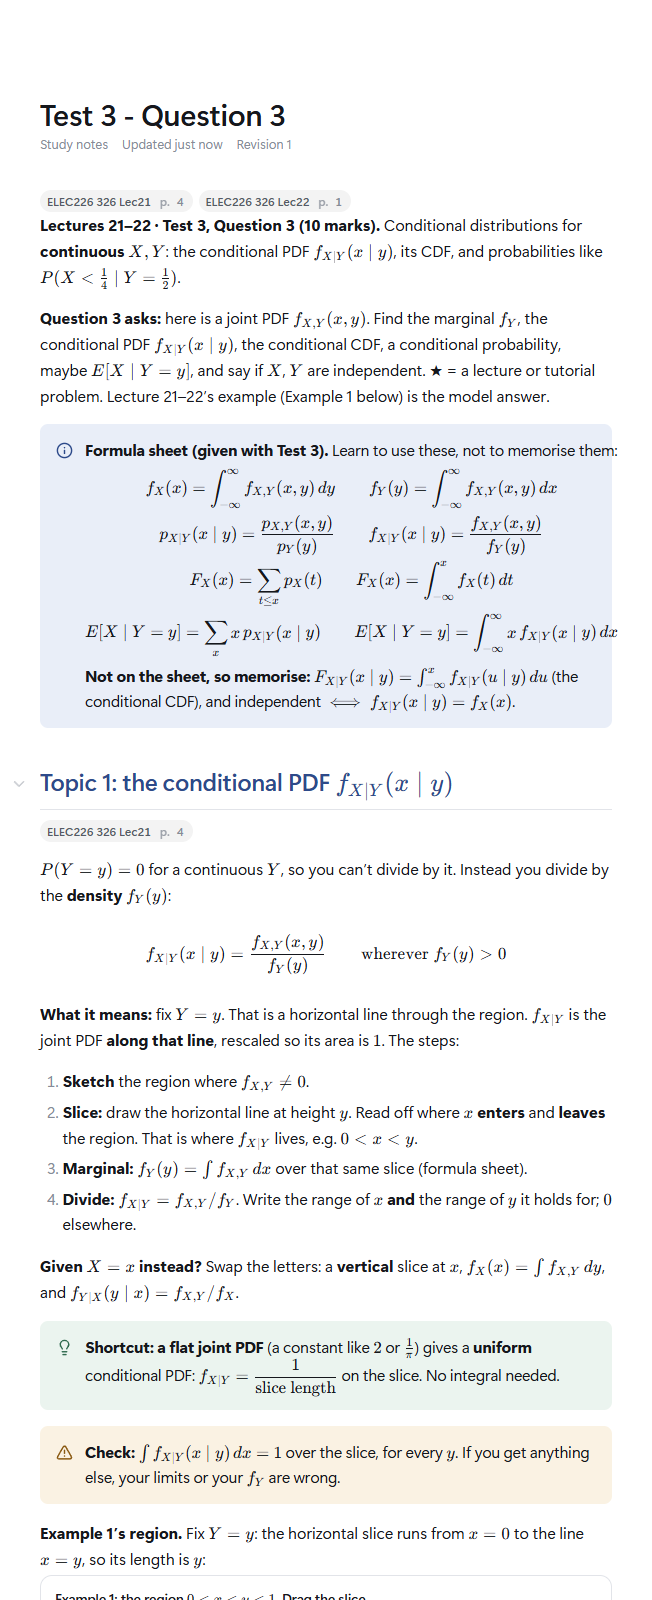 Test 3 - Question 3
Study notes Updated just now Revision 1
ELEC226 326 Lec21 p. 4 ELEC226 326 Lec22 p. 1
Lectures 21–22 · Test 3, Question 3 (10 marks). Conditional distributions for
continuous X, Y: the conditional PDF f_{X|Y}(x | y), its CDF, and probabilities like
P(X < 1/4 | Y = 1/2).
Question 3 asks: here is a joint PDF f_{X,Y}(x, y). Find the marginal f_Y, the
conditional PDF f_{X|Y}(x | y), the conditional CDF, a conditional probability,
maybe E[X | Y = y], and say if X, Y are independent. ★ = a lecture or tutorial
problem. Lecture 21–22's example (Example 1 below) is the model answer.
Formula sheet (given with Test 3). Learn to use these, not to memorise them:
f_X(x) = ∫_{-∞}^{∞} f_{X,Y}(x, y) dy f_Y(y) = ∫_{-∞}^{∞} f_{X,Y}(x, y) dx
p_{X|Y}(x | y) = p_{X,Y}(x, y) / p_Y(y) f_{X|Y}(x | y) = f_{X,Y}(x, y) / f_Y(y)
F_X(x) = ∑_{t≤x} p_X(t) F_X(x) = ∫_{-∞}^{x} f_X(t) dt
E[X | Y = y] = ∑_x x p_{X|Y}(x | y) E[X | Y = y] = ∫_{-∞}^{∞} x f_{X|Y}(x | y) dx
Not on the sheet, so memorise: F_{X|Y}(x | y) = ∫_{-∞}^{x} f_{X|Y}(u | y) du (the
conditional CDF), and independent ⟺ f_{X|Y}(x | y) = f_X(x).
Topic 1: the conditional PDF f_{X|Y}(x | y)
ELEC226 326 Lec21 p. 4
P(Y = y) = 0 for a continuous Y, so you can't divide by it. Instead you divide by
the density f_Y(y):
f_{X|Y}(x | y) = f_{X,Y}(x, y) / f_Y(y) wherever f_Y(y) > 0
What it means: fix Y = y. That is a horizontal line through the region. f_{X|Y} is the
joint PDF along that line, rescaled so its area is 1. The steps:
1. Sketch the region where f_{X,Y} ≠ 0.
2. Slice: draw the horizontal line at height y. Read off where x enters and leaves
the region. That is where f_{X|Y} lives, e.g. 0 < x < y.
3. Marginal: f_Y(y) = ∫ f_{X,Y} dx over that same slice (formula sheet).
4. Divide: f_{X|Y} = f_{X,Y}/f_Y. Write the range of x and the range of y it holds for; 0
elsewhere.
Given X = x instead? Swap the letters: a vertical slice at x, f_X(x) = ∫ f_{X,Y} dy,
and f_{Y|X}(y | x) = f_{X,Y}/f_X.
Shortcut: a flat joint PDF (a constant like 2 or 1/π) gives a uniform
conditional PDF: f_{X|Y} = 1 / slice length on the slice. No integral needed.
Check: ∫ f_{X|Y}(x | y) dx = 1 over the slice, for every y. If you get anything
else, your limits or your f_Y are wrong.
Example 1's region. Fix Y = y: the horizontal slice runs from x = 0 to the line
x = y, so its length is y:
Example 1: the region 0 < x < y < 1. Drag the slice